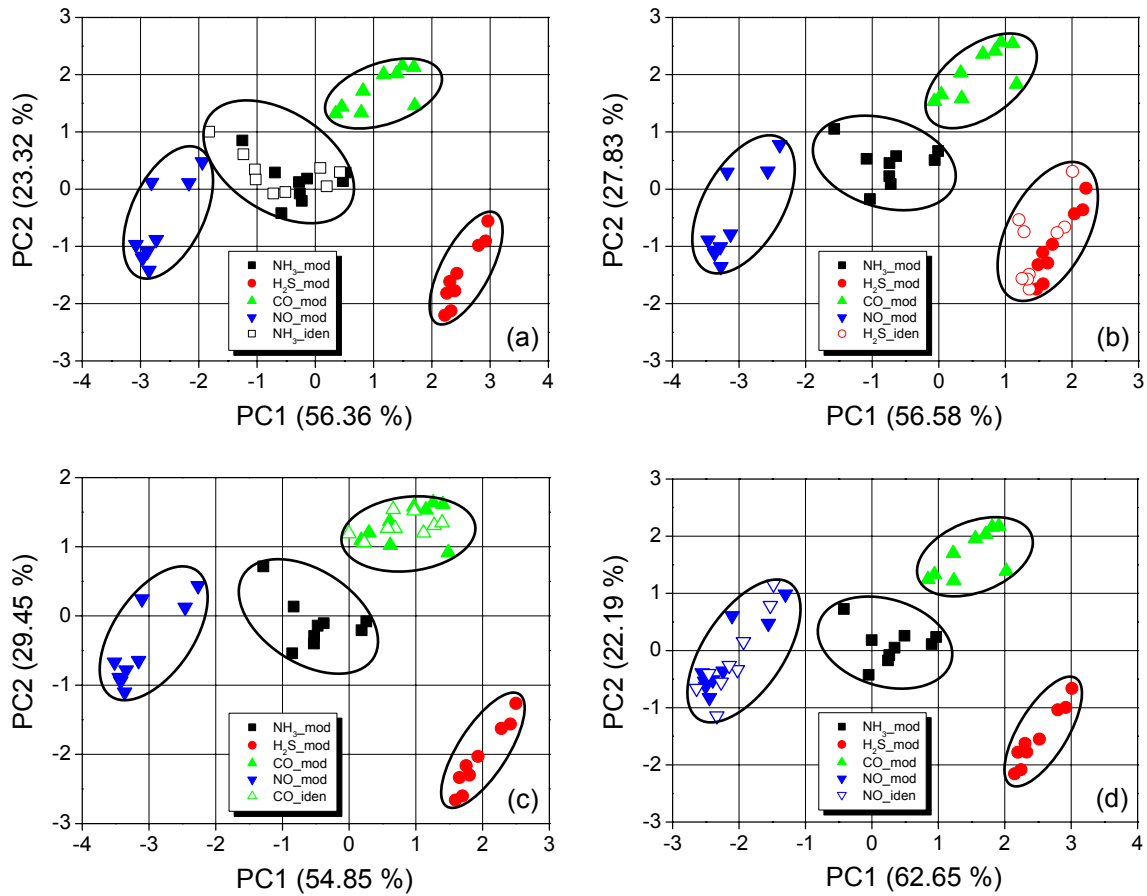 3
2
1
0
-1
-2
-3
PC2 (23.32 %)
NH₃_mod
H₂S_mod
CO_mod
NO_mod
NH₃_iden
(a)
-4 -3 -2 -1 0 1 2 3 4
PC1 (56.36 %)
3
2
1
0
-1
-2
-3
PC2 (27.83 %)
NH₃_mod
H₂S_mod
CO_mod
NO_mod
H₂S_iden
(b)
-4 -3 -2 -1 0 1 2 3
PC1 (56.58 %)
2
1
0
-1
-2
-3
PC2 (29.45 %)
NH₃_mod
H₂S_mod
CO_mod
NO_mod
CO_iden
(c)
-4 -3 -2 -1 0 1 2 3
PC1 (54.85 %)
3
2
1
0
-1
-2
-3
PC2 (22.19 %)
NH₃_mod
H₂S_mod
CO_mod
NO_mod
NO_iden
(d)
-3 -2 -1 0 1 2 3 4
PC1 (62.65 %)